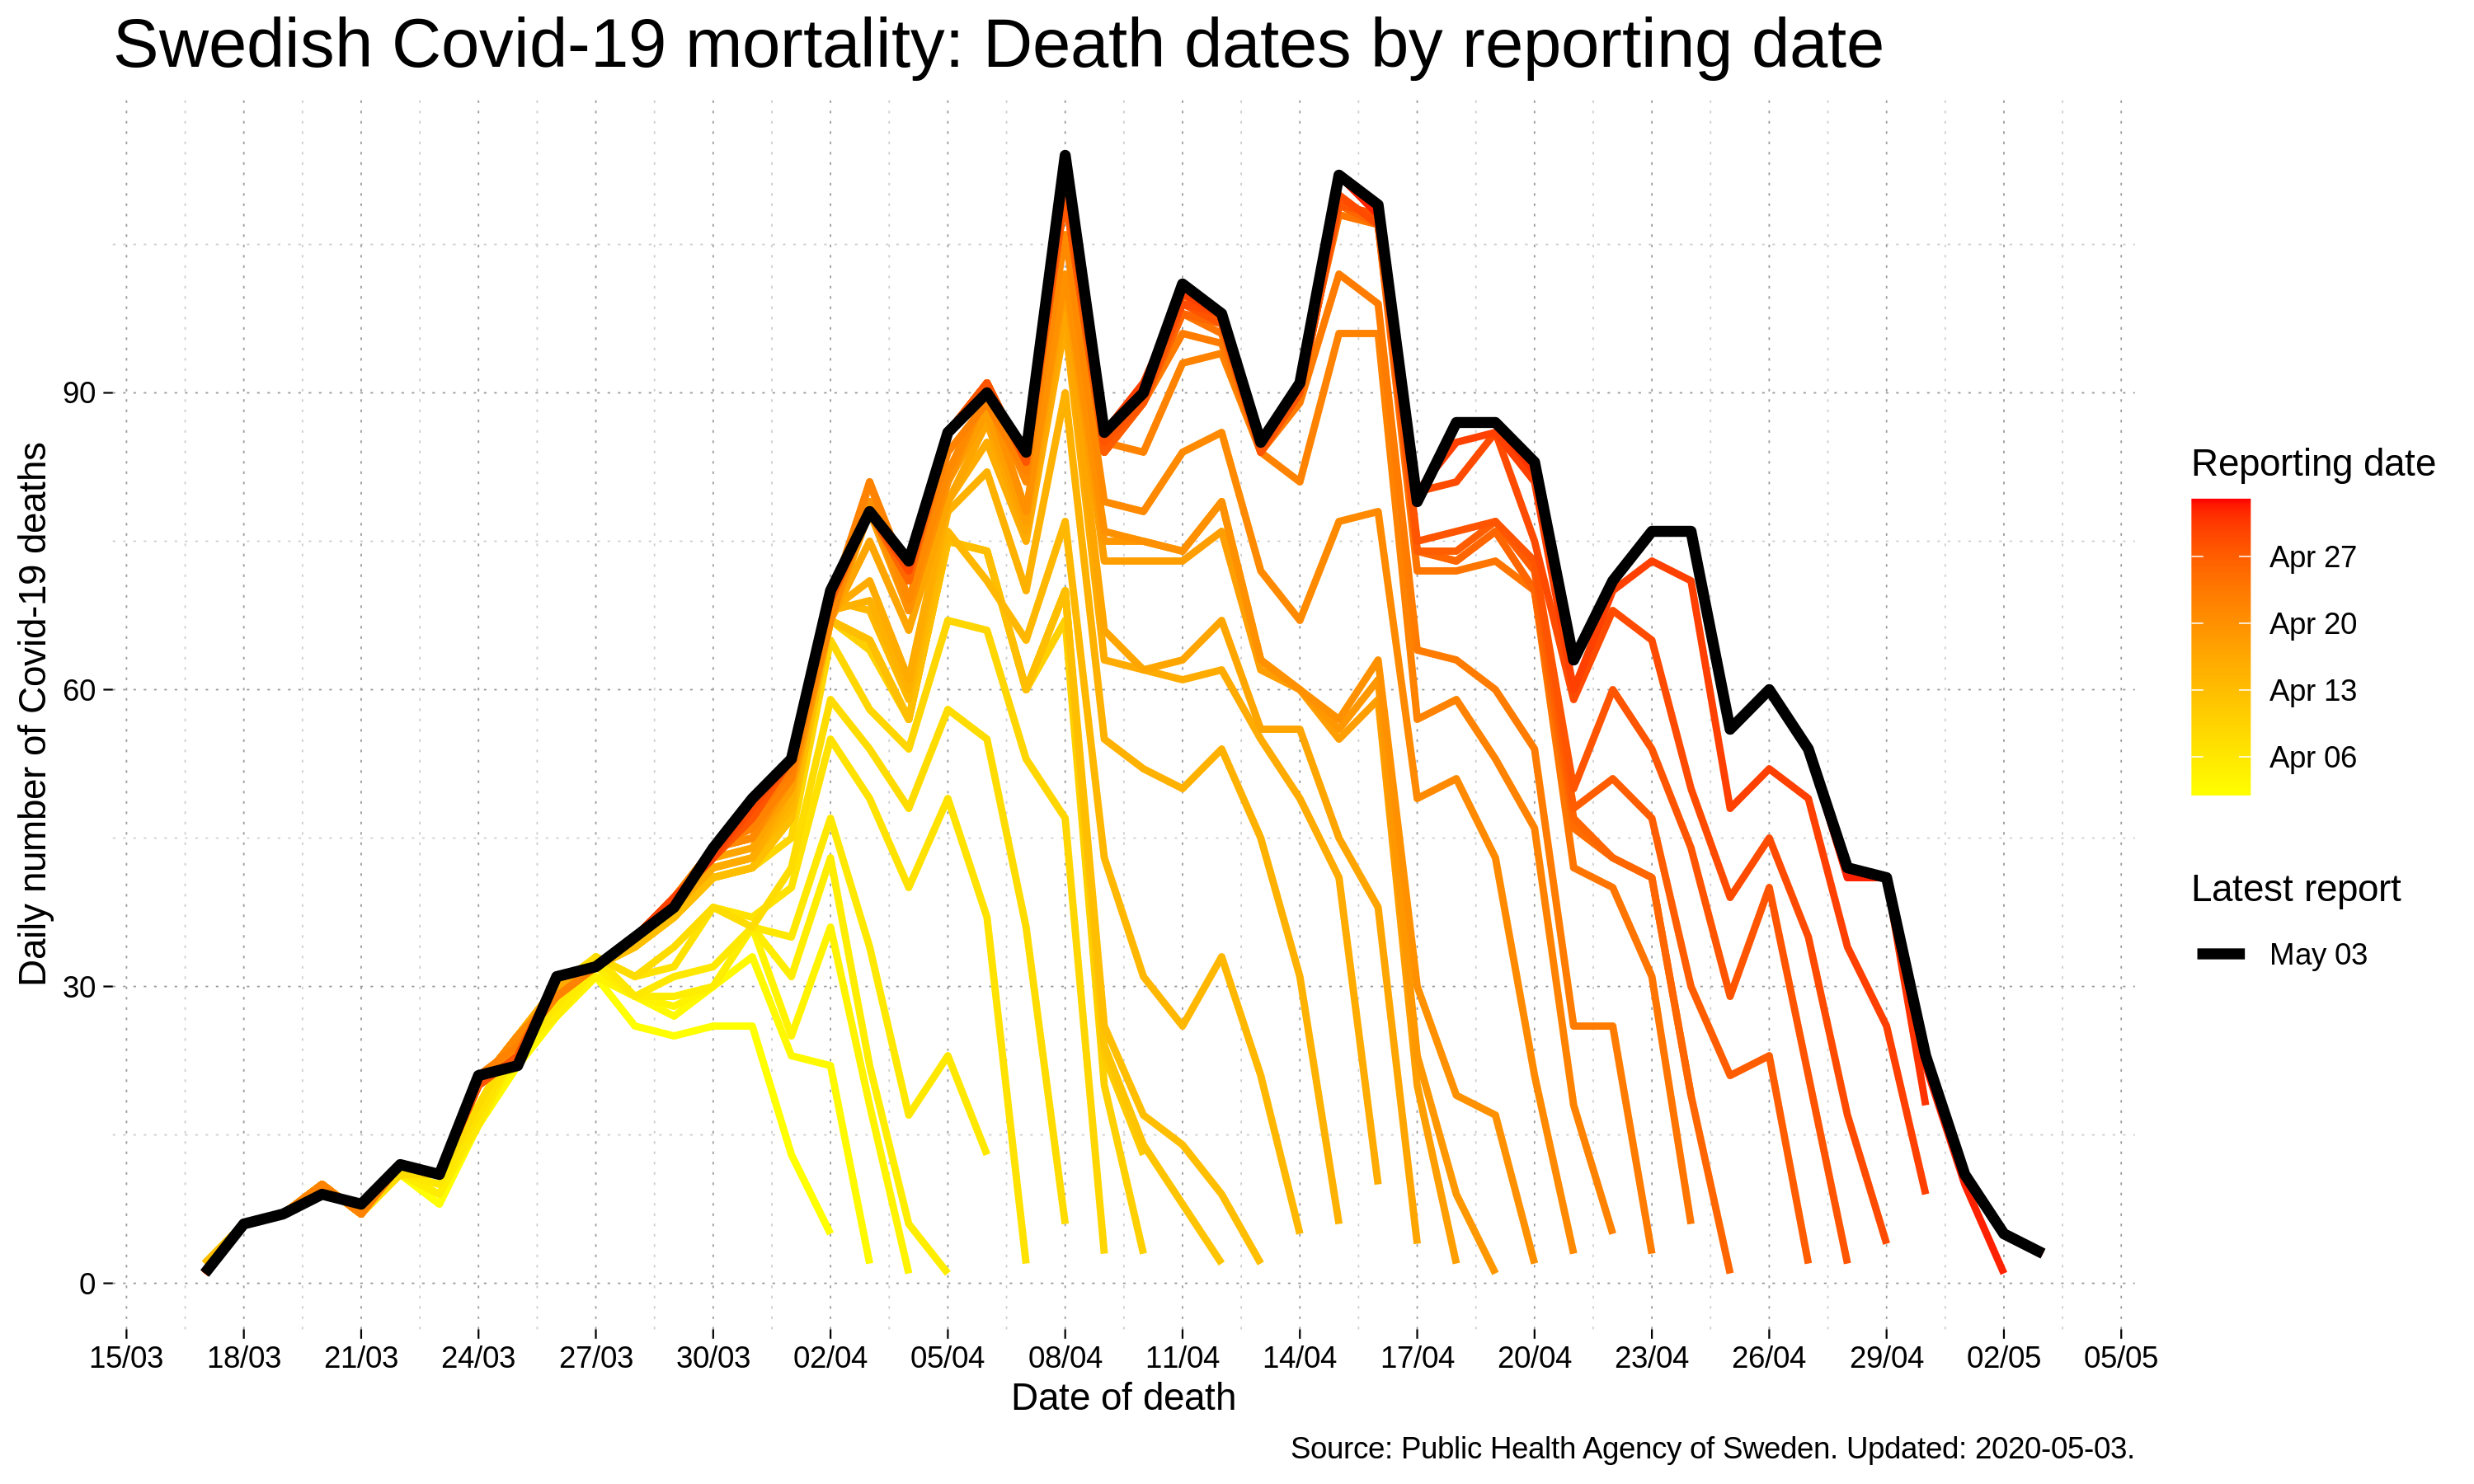 Swedish Covid-19 mortality: Death dates by reporting date
Daily number of Covid-19 deaths
90
60
30
0
15/03 18/03 21/03 24/03 27/03 30/03 02/04 05/04 08/04 11/04 14/04 17/04 20/04 23/04 26/04 29/04 02/05 05/05
Date of death
Reporting date
Apr 27
Apr 20
Apr 13
Apr 06
Latest report
May 03
Source: Public Health Agency of Sweden. Updated: 2020-05-03.